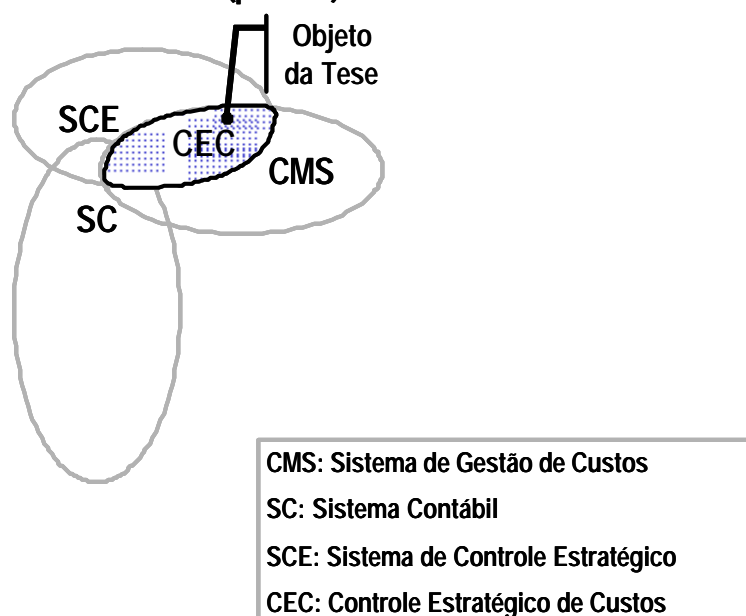 Objeto
da Tese
SCE
CEC
CMS
SC
CMS: Sistema de Gestão de Custos
SC: Sistema Contábil
SCE: Sistema de Controle Estratégico
CEC: Controle Estratégico de Custos